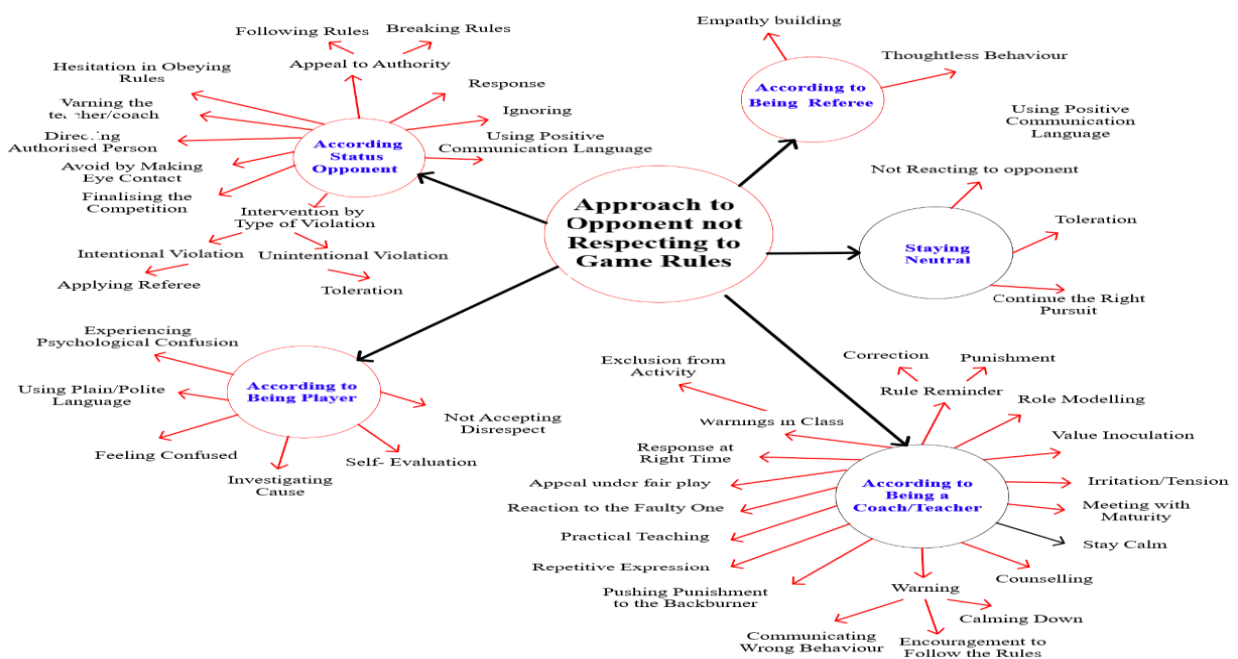 Empathy building
Following Rules
Breaking Rules
Thoughtless Behaviour
Appeal to Authority
Hesitation in Obeying
Rules
Response
According to
Being Referee
Varning the
Ignoring
Using Positive
Communication Language
Authorised Person
According
Status
Opponent
Using Positive
Communication Language
Avoid by Making
Eye Contact
Not Reacting to opponent
Finalising the
Competition
Intervention by
Type of Violation
Approach to
Opponent not
Respecting to
Game Rules
Toleration
Staying
Neutral
Intentional Violation
Unintentional Violation
Applying Referee
Toleration
Continue the Right
Pursuit
Experiencing
Psychological Confusion
Exclusion from
Activity
Correction
Punishment
According to
Being Player
Using Plain/Polite
Language
Rule Reminder
Role Modelling
Not Accepting
Disrespect
Warnings in Class
Feeling Confused
Self- Evaluation
Response at
Right Time
Value Inoculation
Investigating
Cause
Appeal under fair play
According to
Being a
Coach/Teacher
Irritation/Tension
Reaction to the Faulty One
Meeting with
Maturity
Practical Teaching
Stay Calm
Repetitive Expression
Counselling
Pushing Punishment
to the Backburner
Warning
Calming Down
Communicating
Wrong Behaviour
Encouragement to
Follow the Rules